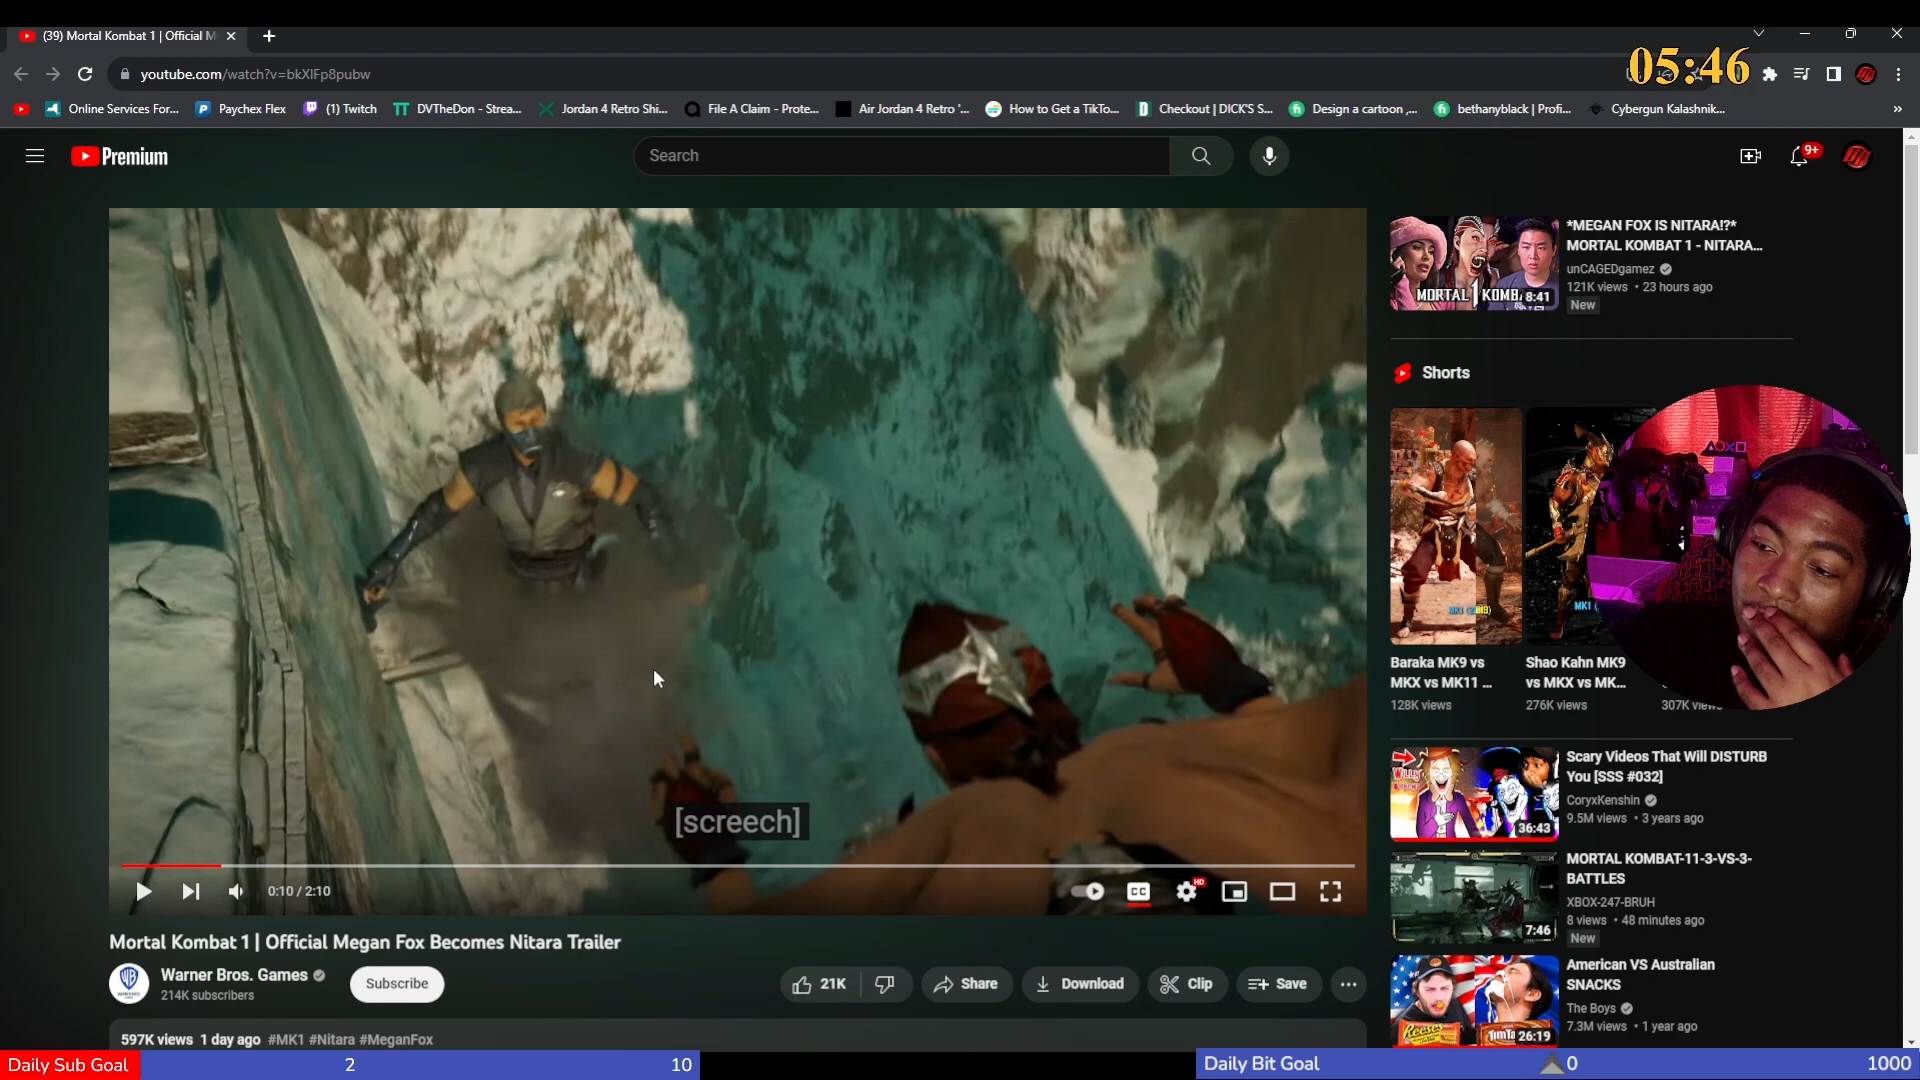 (39) Mortal Kombat 1 | Official M
youtube.com/watch?v=bkXlFp8pubw
05:46
Online Services For...
Paychex Flex
(1) Twitch
DVTheDon - Strea...
Jordan 4 Retro Shi...
File A Claim - Prote...
Air Jordan 4 Retro '...
How to Get a TikTo...
Checkout | DICK'S S...
Design a cartoon ,...
bethanyblack | Profi...
Cybergun Kalashnik...
Premium
Search
9+
*MEGAN FOX IS NITARA!?*
MORTAL KOMBAT 1 - NITARA...
unCAGEDgamez
121K views • 23 hours ago
New
8:41
Shorts
Baraka MK9 vs
MKX vs MK11 ...
128K views
Shao Kahn MK9
vs MKX vs MK...
276K views
307K views
[screech]
0:10 / 2:10
CC
HD
Scary Videos That Will DISTURB
You [SSS #032]
CoryxKenshin
9.5M views • 3 years ago
36:43
MORTAL KOMBAT-11-3-VS-3-
BATTLES
XBOX-247-BRUH
8 views • 48 minutes ago
New
7:46
American VS Australian
SNACKS
The Boys
7.3M views • 1 year ago
26:19
Mortal Kombat 1 | Official Megan Fox Becomes Nitara Trailer
Warner Bros. Games
214K subscribers
Subscribe
21K
Share
Download
Clip
Save
597K views 1 day ago #MK1 #Nitara #MeganFox
Daily Sub Goal 2 10
Daily Bit Goal 0 1000